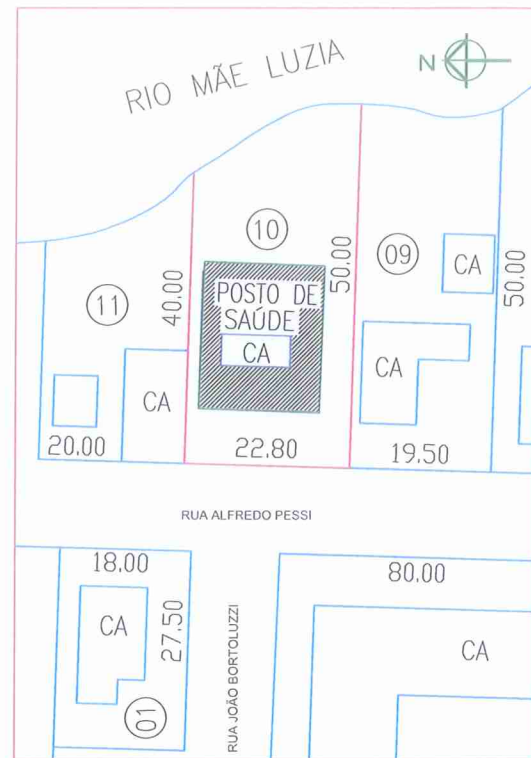 RIO MÃE LUZIA
N
10
09
CA
11
40.00
50.00
50.00
POSTO DE
SAÚDE
CA
CA
CA
20.00
22.80
19.50
RUA ALFREDO PESSI
18.00
80.00
CA
27.50
RUA JOÃO BORTOLUZZI
CA
01